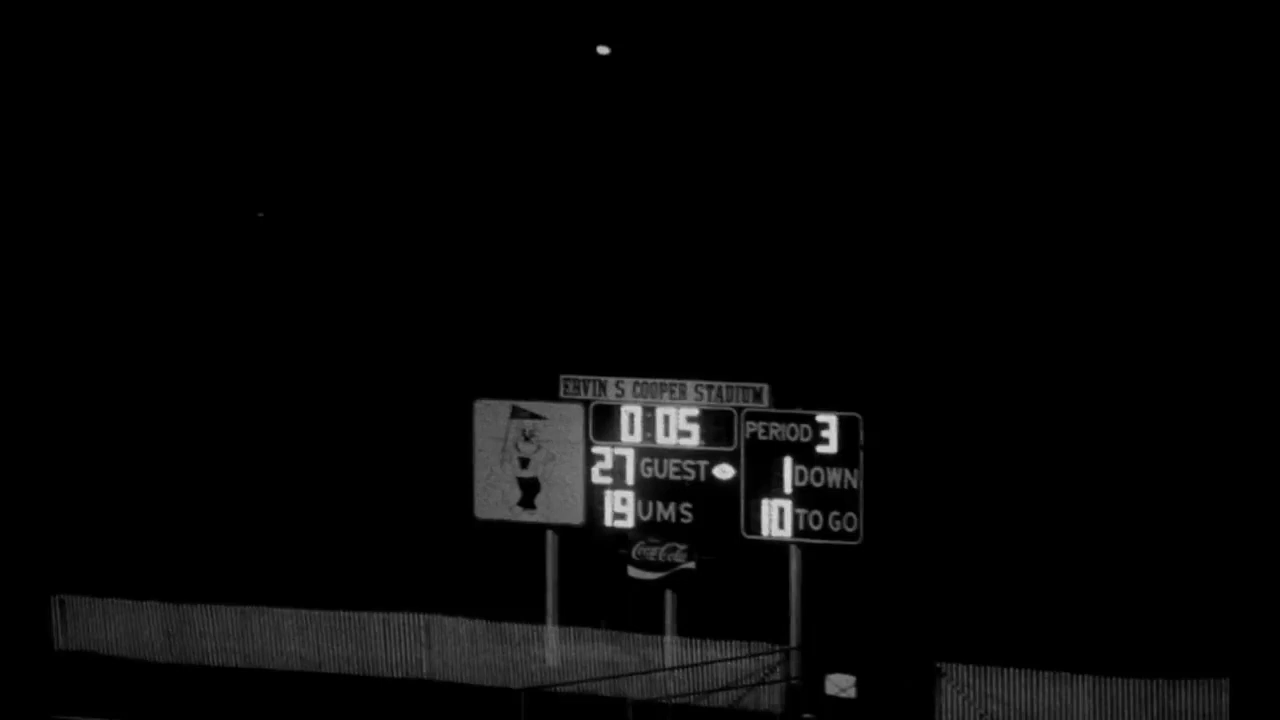 ERVIN S COOPER STADIUM
0:05
27 GUEST
19 UMS
PERIOD 3
1 DOWN
10 TO GO
Coca-Cola